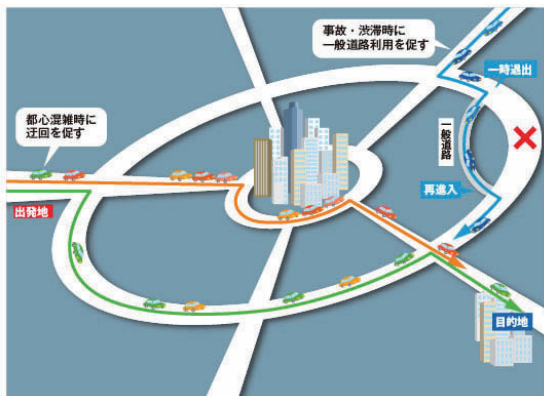 事故・渋滞時に
一般道路利用を促す
一時退出
都心混雑時に
迂回を促す
一般道路
再進入
出発地
目的地